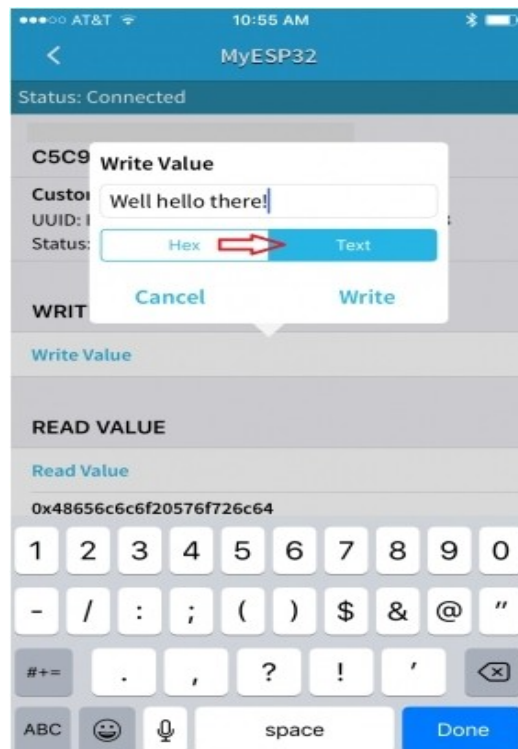 AT&T 10:55 AM
MyESP32
Status: Connected
C5C9
Write Value
Custo
Well hello there!
UUID:
Status:
Hex Text
Cancel Write
WRIT
Write Value
READ VALUE
Read Value
0x48656c6c6f20576f726c64
1 2 3 4 5 6 7 8 9 0
- / : ; ( ) $ & @ "
#+= . , ? ! '
ABC space Done